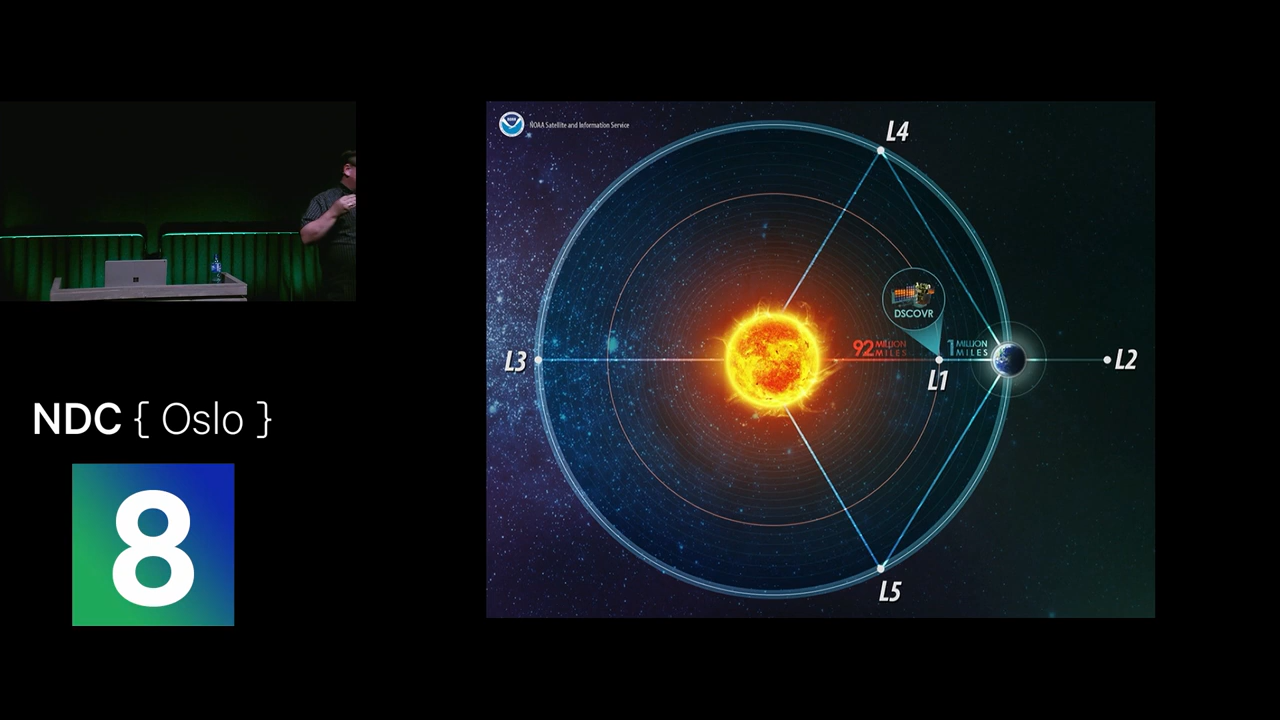 NOAA Satellite and Information Service
L4
DSCOVR
92 MILLION MILES
1 MILLION MILES
L3
L1
L2
L5
NDC { Oslo }
8